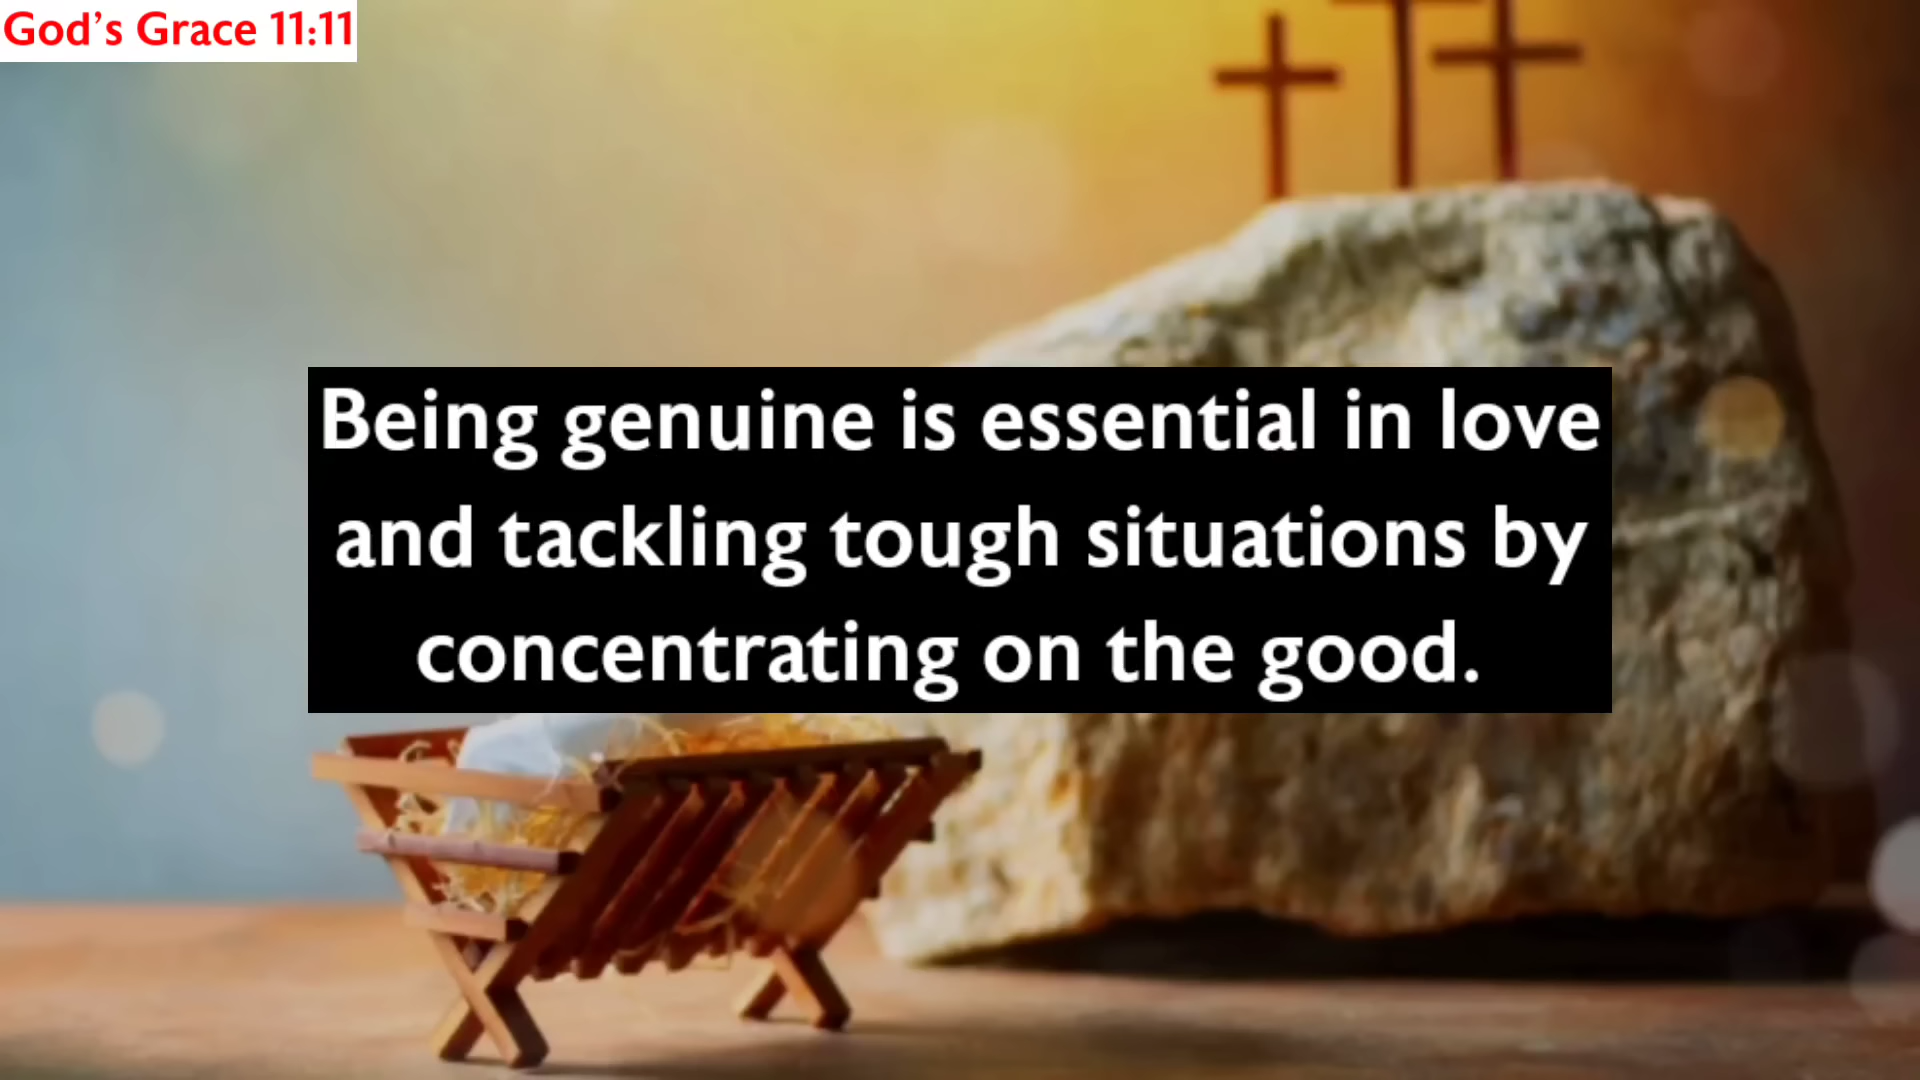 God's Grace 11:11
Being genuine is essential in love
and tackling tough situations by
concentrating on the good.